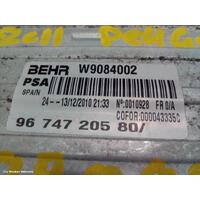 BEHR W9084002
PSA
SPAIN
24-- -13/12/2010 21:33 Nº:0010928 FR 0/A
COFOR:000043335C
96 747 205 80/